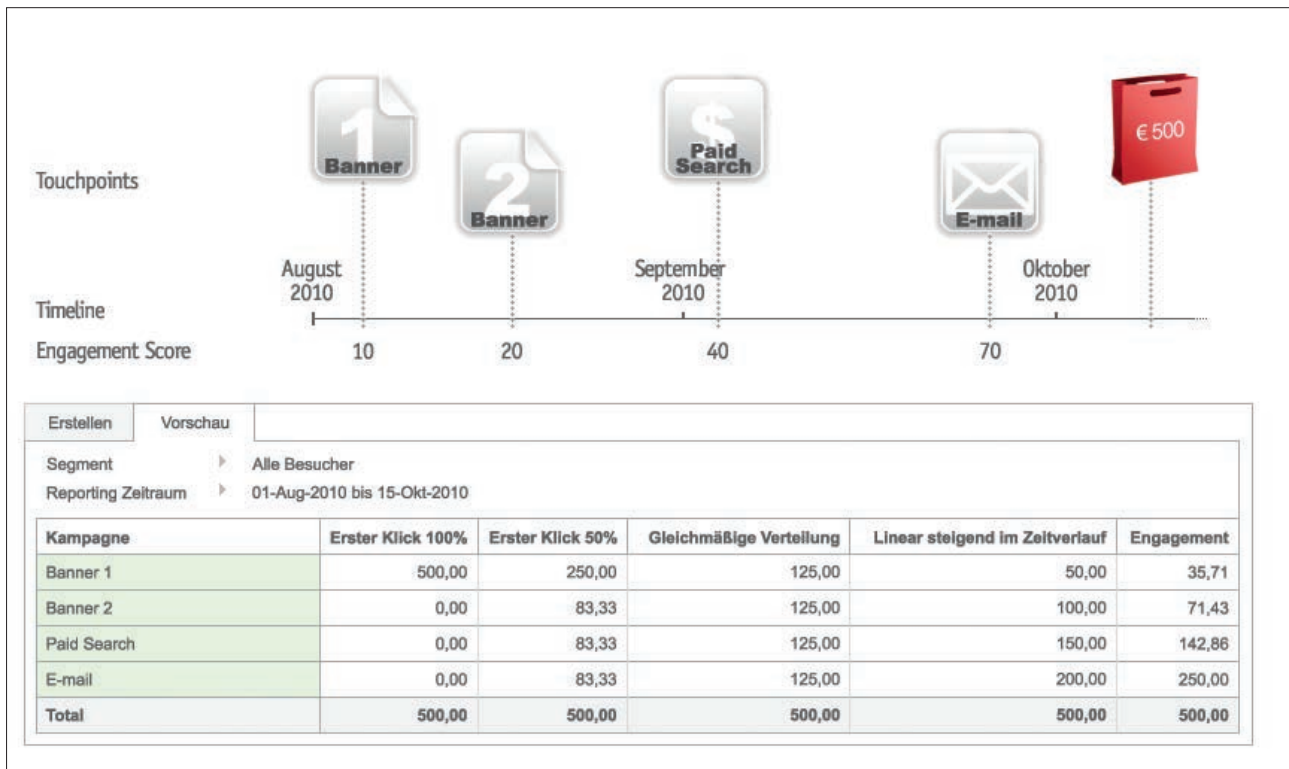 1
Banner
2
Banner
$
Paid
Search
E-mail
€ 500
Touchpoints
August
2010
September
2010
Oktober
2010
Timeline
Engagement Score 10 20 40 70
Erstellen Vorschau
Segment Alle Besucher
Reporting Zeitraum 01-Aug-2010 bis 15-Okt-2010
Kampagne Erster Klick 100% Erster Klick 50% Gleichmäßige Verteilung Linear steigend im Zeitverlauf Engagement
Banner 1 500,00 250,00 125,00 50,00 35,71
Banner 2 0,00 83,33 125,00 100,00 71,43
Paid Search 0,00 83,33 125,00 150,00 142,86
E-mail 0,00 83,33 125,00 200,00 250,00
Total 500,00 500,00 500,00 500,00 500,00